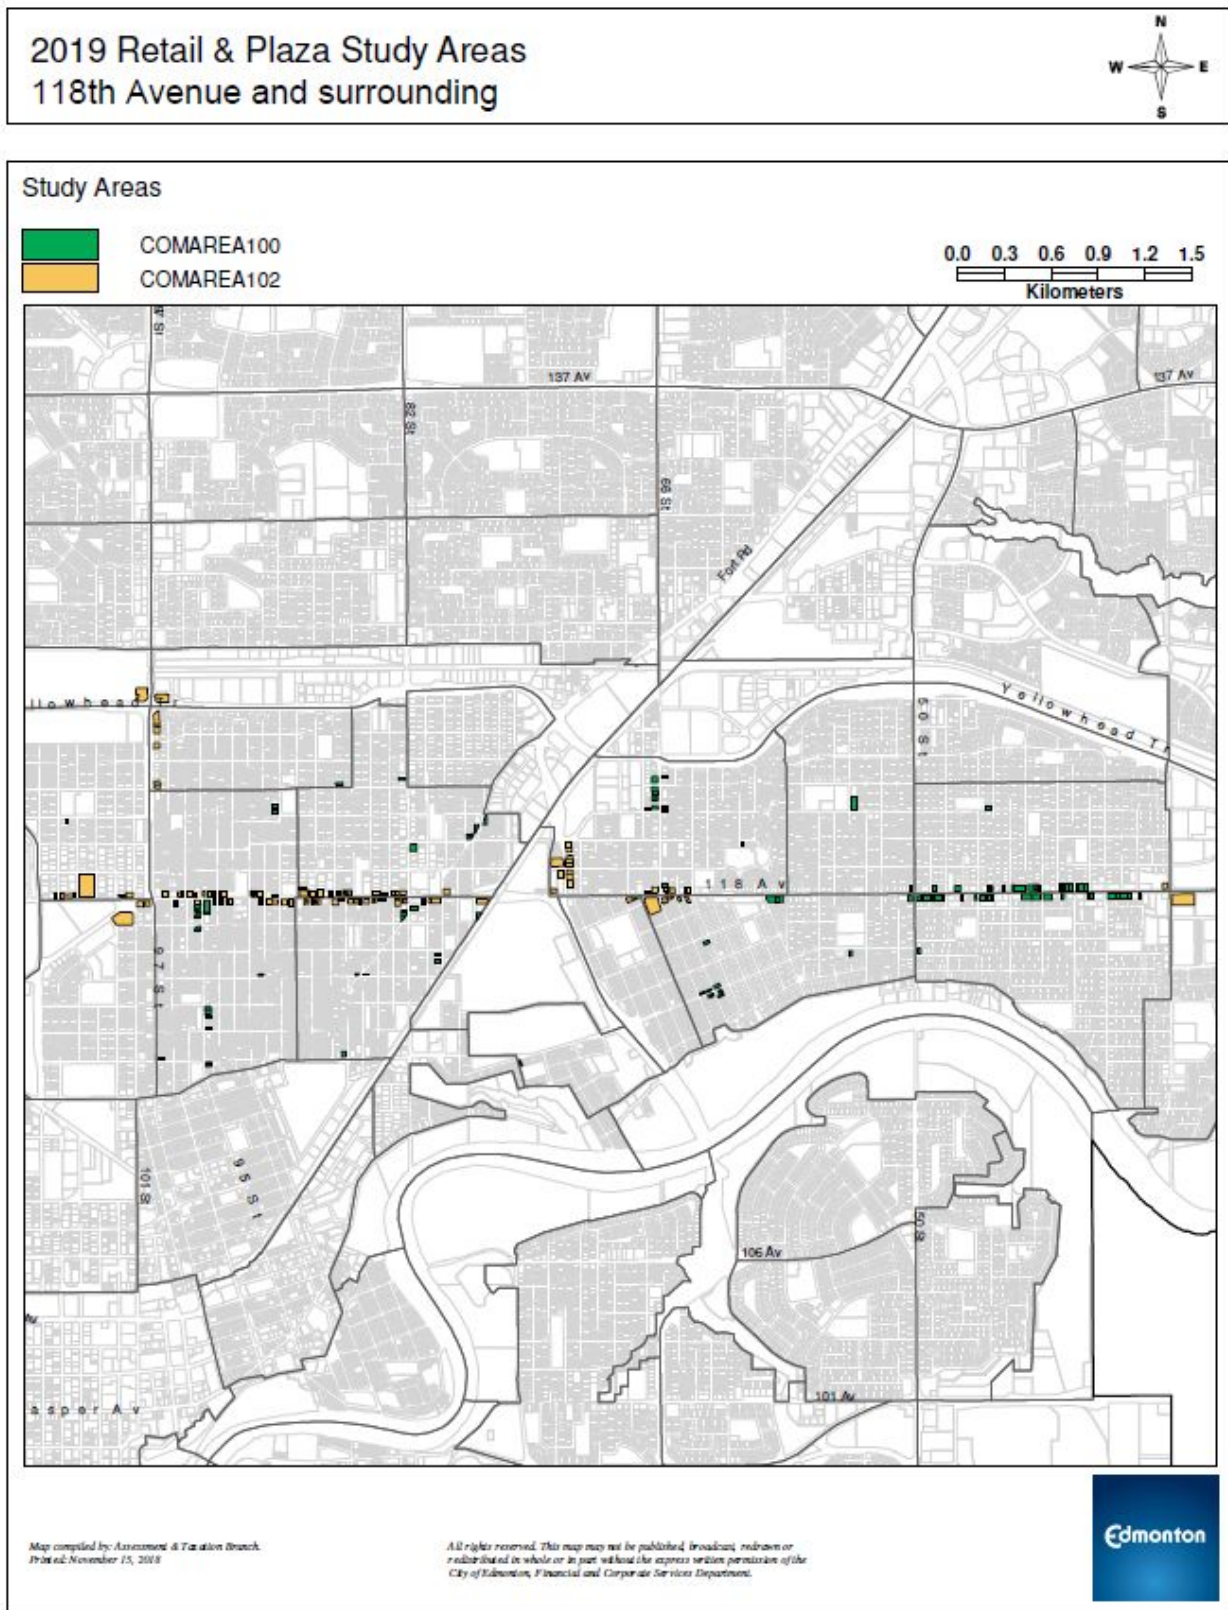 2019 Retail & Plaza Study Areas
118th Avenue and surrounding
N
W E
S
Study Areas
COMAREA100
COMAREA102
0.0 0.3 0.6 0.9 1.2 1.5
Kilometers
St
137 Av
137 Av
82 St
66 St
Fort Rd
llowhead Tr
50 St
Yellowhead Tr
118 Av
97 St
101 St
95 St
50 St
106 Av
101 Av
asper Av
Map compiled by: Assessment & Taxation Branch.
Printed: November 15, 2018
All rights reserved. This map may not be published, broadcast, redrawn or
redistributed in whole or in part without the express written permission of the
City of Edmonton, Financial and Corporate Services Department.
Edmonton